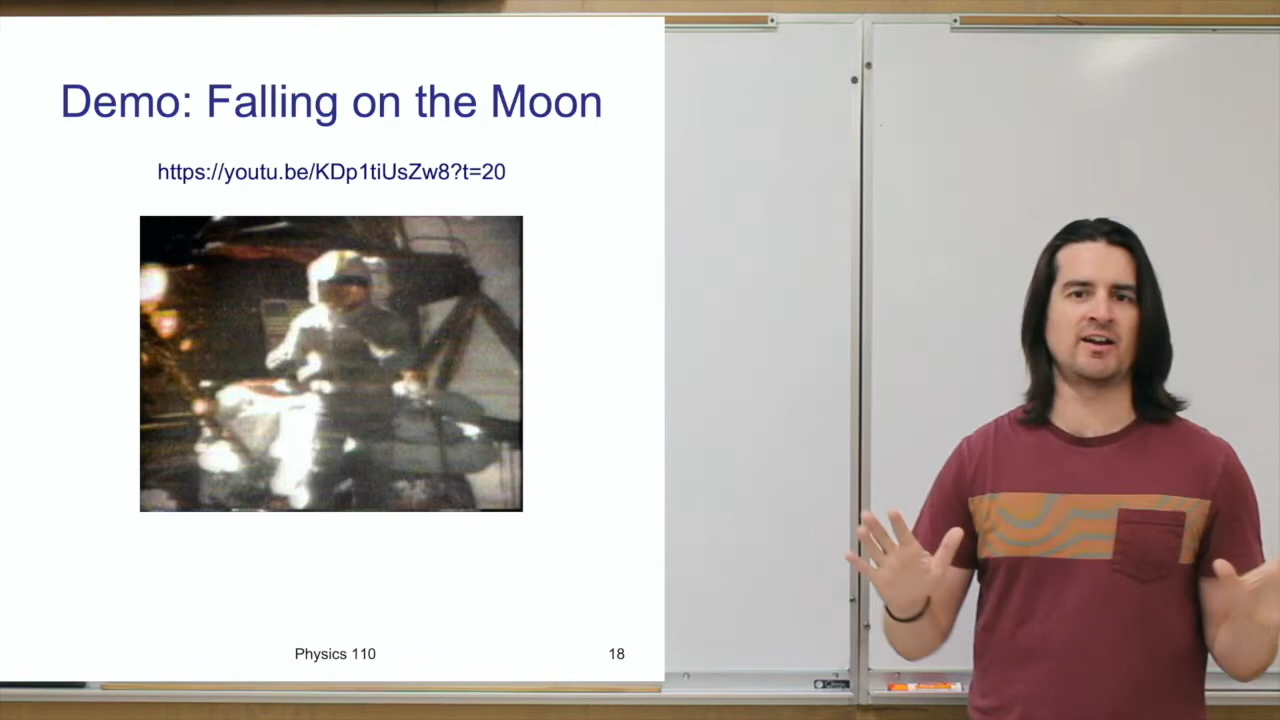 Demo: Falling on the Moon
https://youtu.be/KDp1tiUsZw8?t=20
Physics 110
18